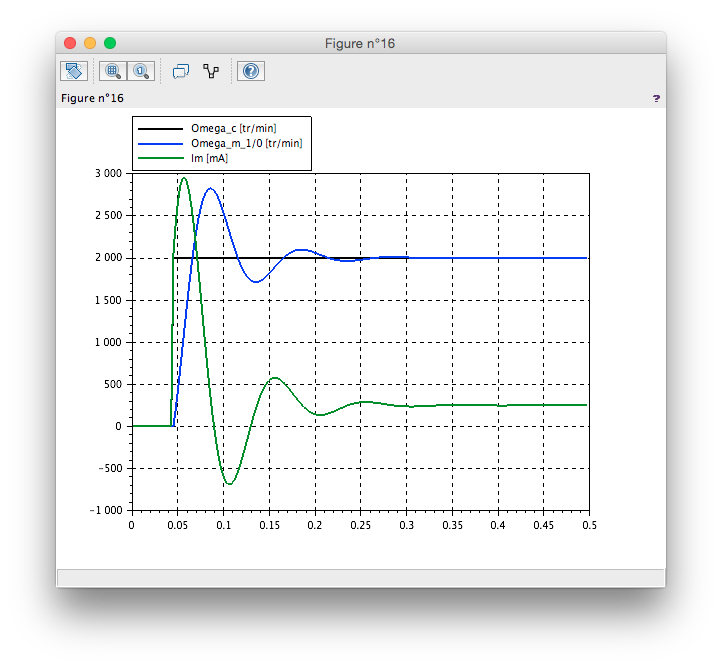 Figure n°16
Figure n°16
?
Omega_c [tr/min]
Omega_m_1/0 [tr/min]
Im [mA]
3 000
2 500
2 000
1 500
1 000
500
0
-500
-1 000
0 0.05 0.1 0.15 0.2 0.25 0.3 0.35 0.4 0.45 0.5